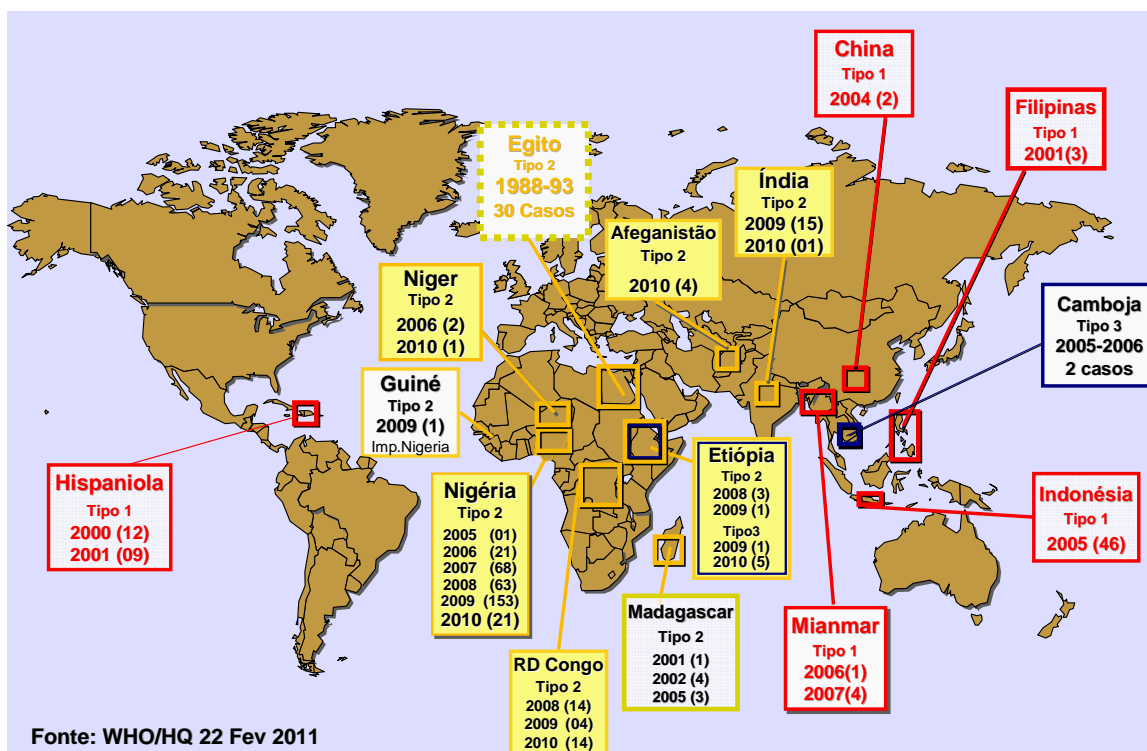 China
Tipo 1
2004 (2)
Filipinas
Tipo 1
2001(3)
Egito
Tipo 2
1988-93
30 Casos
Índia
Tipo 2
2009 (15)
2010 (01)
Afeganistão
Tipo 2
2010 (4)
Niger
Tipo 2
2006 (2)
2010 (1)
Camboja
Tipo 3
2005-2006
2 casos
Guiné
Tipo 2
2009 (1)
Imp.Nigeria
Hispaniola
Tipo 1
2000 (12)
2001 (09)
Nigéria
Tipo 2
2005 (01)
2006 (21)
2007 (68)
2008 (63)
2009 (153)
2010 (21)
Etiópia
Tipo 2
2008 (3)
2009 (1)
Tipo3
2009 (1)
2010 (5)
Indonésia
Tipo 1
2005 (46)
Madagascar
Tipo 2
2001 (1)
2002 (4)
2005 (3)
Mianmar
Tipo 1
2006(1)
2007(4)
RD Congo
Tipo 2
2008 (14)
2009 (04)
2010 (14)
Fonte: WHO/HQ 22 Fev 2011